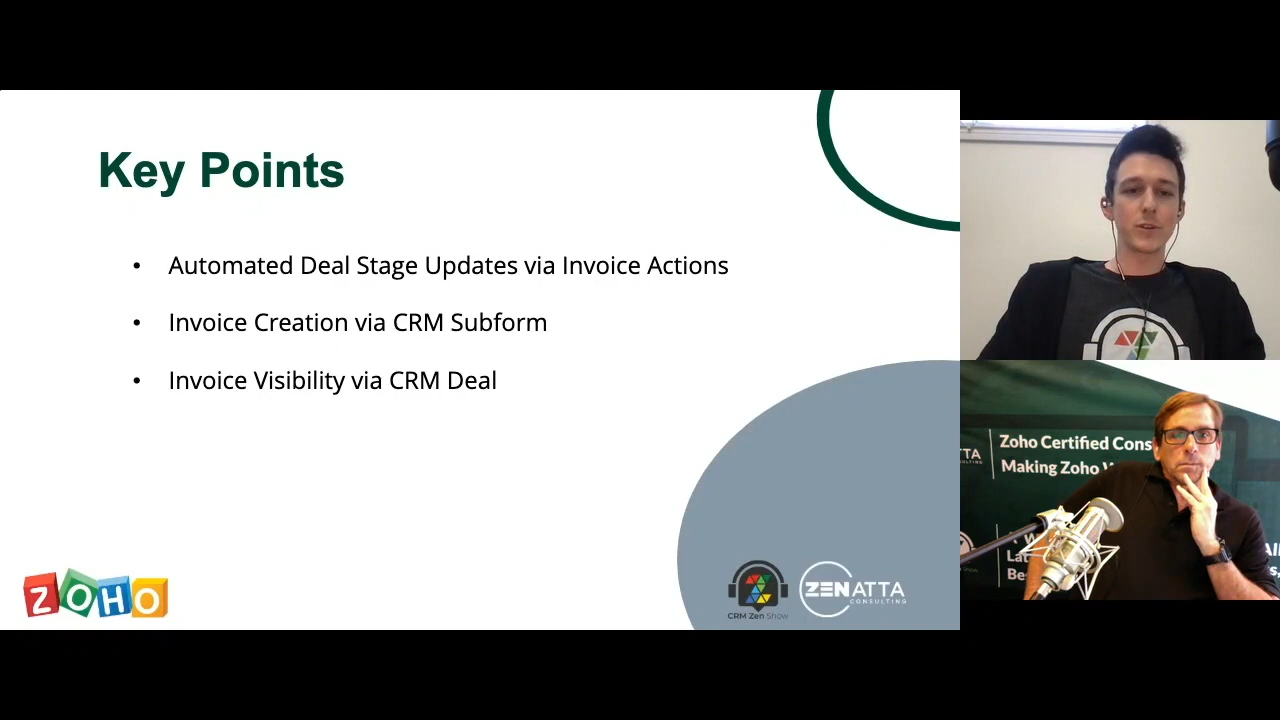 Key Points
• Automated Deal Stage Updates via Invoice Actions
• Invoice Creation via CRM Subform
• Invoice Visibility via CRM Deal
ZOHO
CRM Zen Show
ZENATTA
CONSULTING
Zoho Certified Cons
TTA
Making Zoho